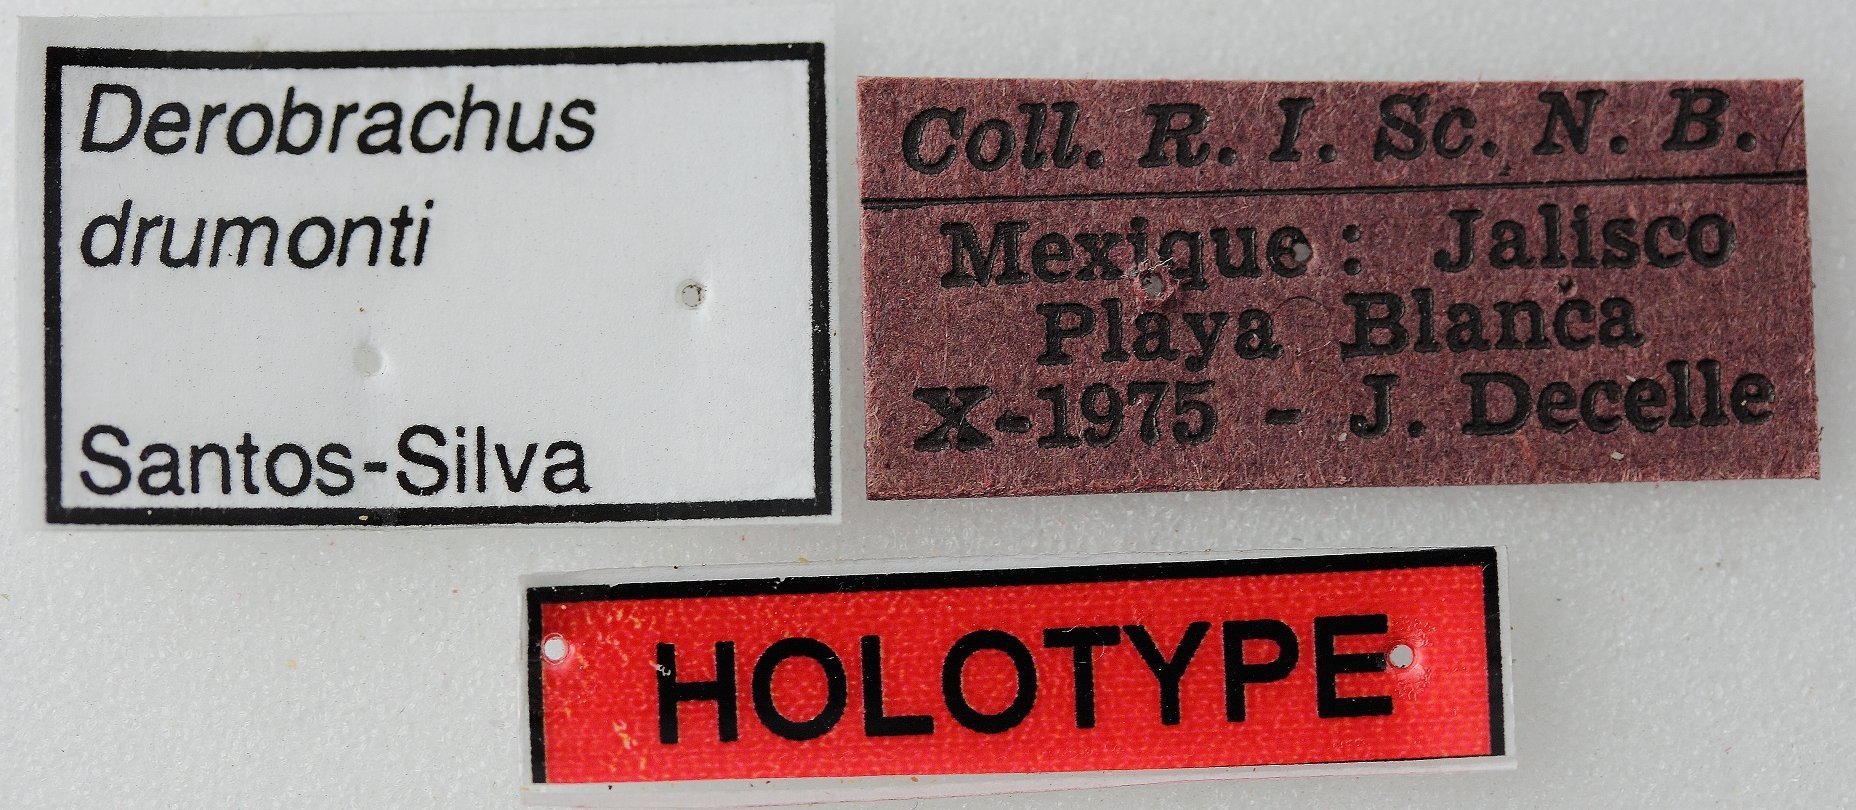 Derobrachus
drumonti
Santos-Silva
Coll. R. I. Sc. N. B.
Mexique : Jalisco
Playa Blanca
X-1975 - J. Decelle
HOLOTYPE